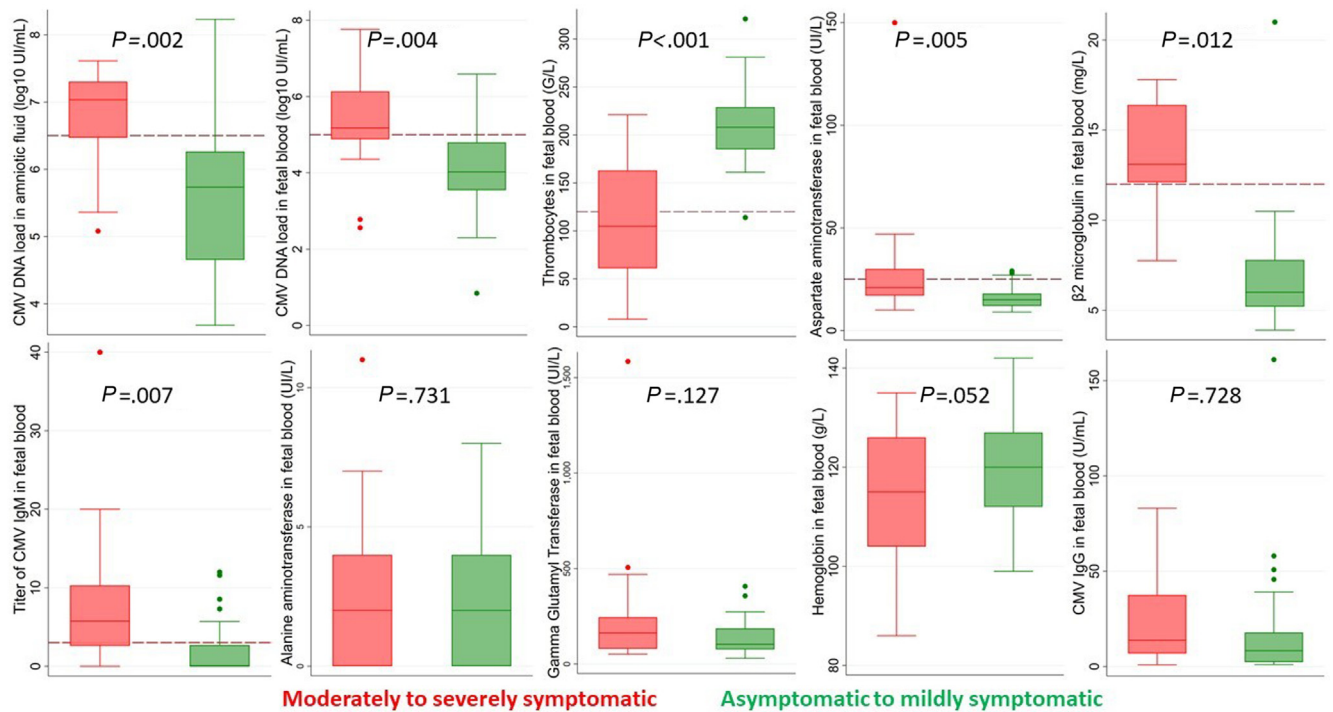 CMV DNA load in amniotic fluid (log10 UI/mL)
8
7
6
5
4
P=.002
CMV DNA load in fetal blood (log10 UI/mL)
8
6
4
2
0
P=.004
Thrombocytes in fetal blood (G/L)
300
250
200
150
100
50
0
P<.001
Aspartate aminotransferase in fetal blood (UI/L)
150
100
50
0
P=.005
β2 microglobulin in fetal blood (mg/L)
20
15
10
5
P=.012
Titer of CMV IgM in fetal blood
40
30
20
10
0
P=.007
Alanine aminotransferase in fetal blood (UI/L)
10
5
0
P=.731
Gamma Glutamyl Transferase in fetal blood (UI/L)
1,500
1,000
500
0
P=.127
Hemoglobin in fetal blood (g/L)
140
120
100
80
P=.052
CMV IgG in fetal blood (U/mL)
150
100
50
0
P=.728
Moderately to severely symptomatic
Asymptomatic to mildly symptomatic